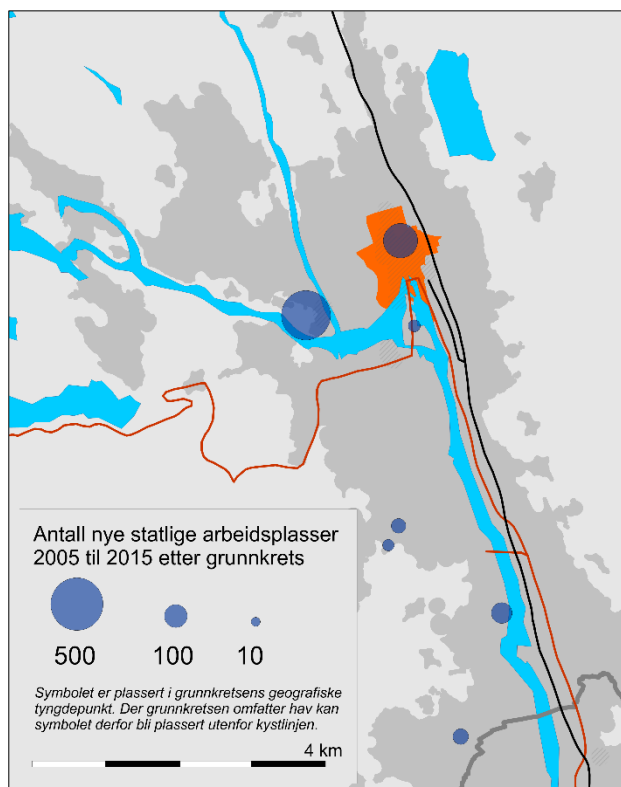 Antall nye statlige arbeidsplasser
2005 til 2015 etter grunnkrets
500 100 10
Symbolet er plassert i grunnkretsens geografiske
tyngdepunkt. Der grunnkretsen omfatter hav kan
symbolet derfor bli plassert utenfor kystlinjen.
4 km